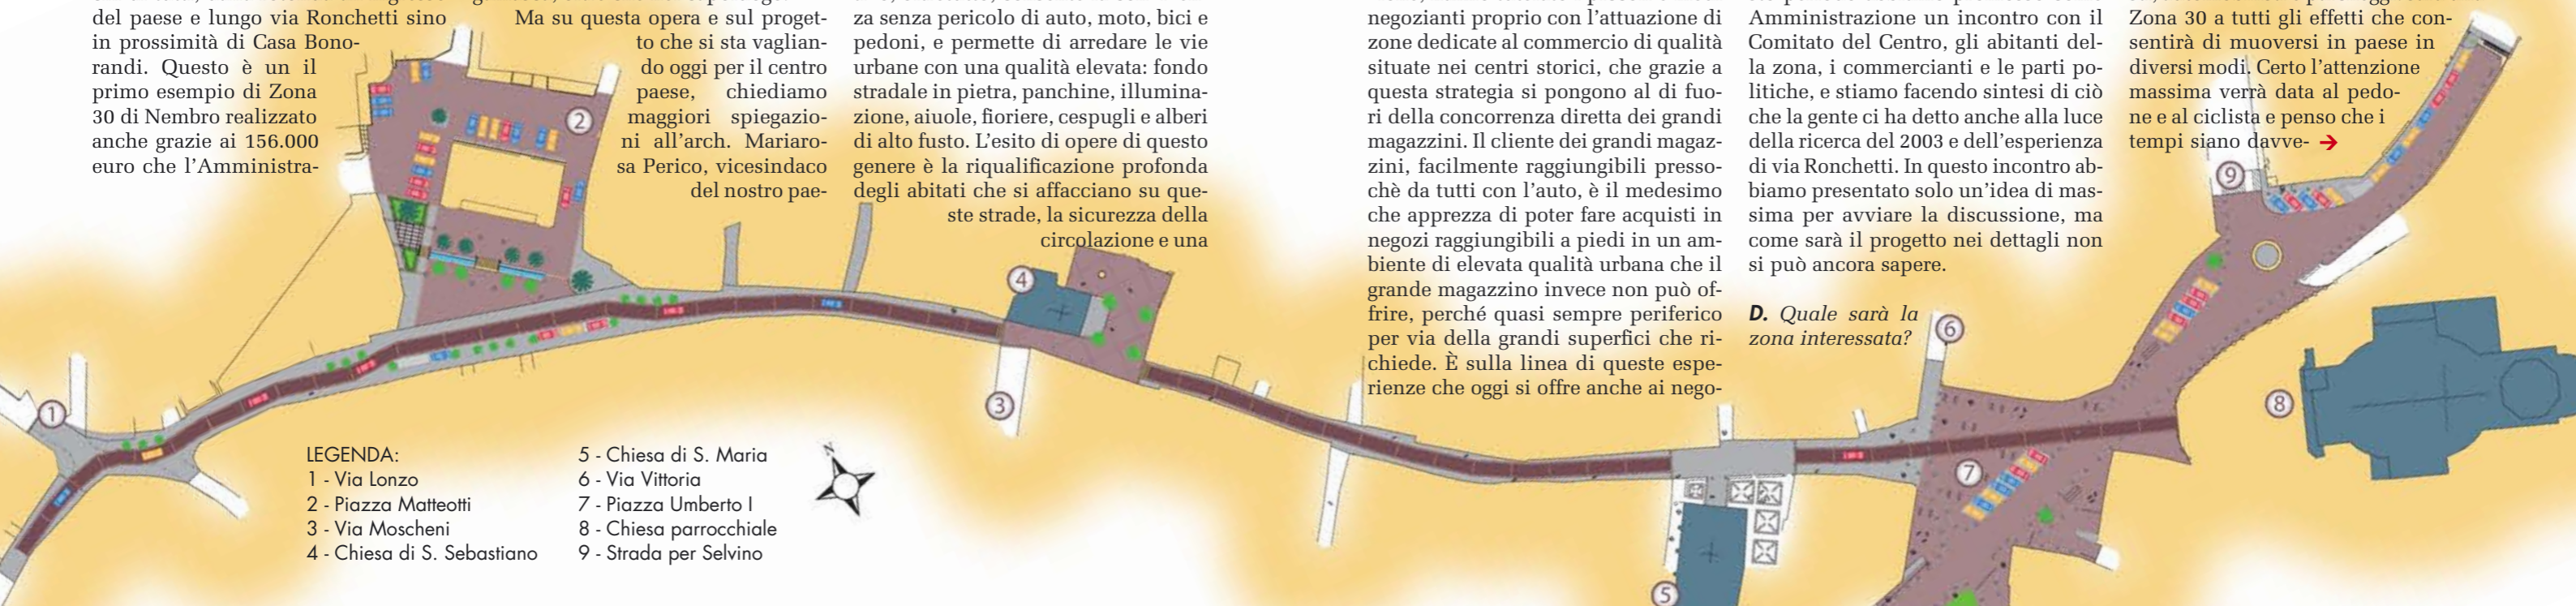 del paese e lungo via Ronchetti sino
in prossimità di Casa Bono-
randi. Questo è un il
primo esempio di Zona
30 di Nembro realizzato
anche grazie ai 156.000
euro che l'Amministra-
Ma su questa opera e sul proget-
to che si sta vaglian-
do oggi per il centro
paese, chiediamo
maggiori spiegazio-
ni all'arch. Mariaro-
sa Perico, vicesindaco
del nostro pae-
za senza pericolo di auto, moto, bici e
pedoni, e permette di arredare le vie
urbane con una qualità elevata: fondo
stradale in pietra, panchine, illumina-
zione, aiuole, fioriere, cespugli e alberi
di alto fusto. L'esito di opere di questo
genere è la riqualificazione profonda
degli abitati che si affacciano su que-
ste strade, la sicurezza della
circolazione e una
negozianti proprio con l'attuazione di
zone dedicate al commercio di qualità
situate nei centri storici, che grazie a
questa strategia si pongono al di fuo-
ri della concorrenza diretta dei grandi
magazzini. Il cliente dei grandi magaz-
zini, facilmente raggiungibili presso-
chè da tutti con l'auto, è il medesimo
che apprezza di poter fare acquisti in
negozi raggiungibili a piedi in un am-
biente di elevata qualità urbana che il
grande magazzino invece non può of-
frire, perché quasi sempre periferico
per via della grandi superfici che ri-
chiede. È sulla linea di queste espe-
rienze che oggi si offre anche ai nego-
Amministrazione un incontro con il
Comitato del Centro, gli abitanti del-
la zona, i commercianti e le parti po-
litiche, e stiamo facendo sintesi di ciò
che la gente ci ha detto anche alla luce
della ricerca del 2003 e dell'esperienza
di via Ronchetti. In questo incontro ab-
biamo presentato solo un'idea di mas-
sima per avviare la discussione, ma
come sarà il progetto nei dettagli non
si può ancora sapere.
D. Quale sarà la
zona interessata?
Zona 30 a tutti gli effetti che con-
sentirà di muoversi in paese in
diversi modi. Certo l'attenzione
massima verrà data al pedo-
ne e al ciclista e penso che i
tempi siano davve- ➔
1
2
3
4
5
6
7
8
9
N
LEGENDA:
1 - Via Lonzo
2 - Piazza Matteotti
3 - Via Moscheni
4 - Chiesa di S. Sebastiano
5 - Chiesa di S. Maria
6 - Via Vittoria
7 - Piazza Umberto I
8 - Chiesa parrocchiale
9 - Strada per Selvino